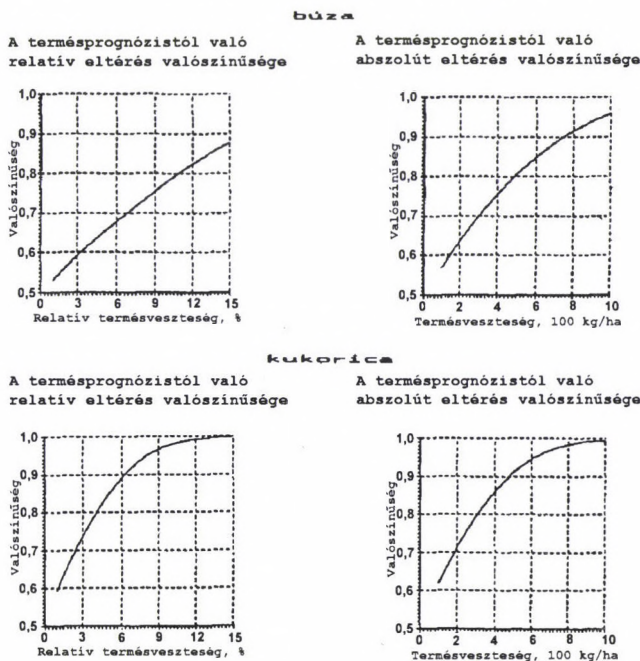 búza
A termésprognózistól való
relatív eltérés valószínűsége
1,0
0,9
0,8
0,7
0,6
0,5
Valószínűség
0 3 6 9 12 15
Relatív termésveszteség, %
A termésprognózistól való
abszolút eltérés valószínűsége
1,0
0,9
0,8
0,7
0,6
0,5
Valószínűség
0 2 4 6 8 10
Termésveszteség, 100 kg/ha
kukorica
A termésprognózistól való
relatív eltérés valószínűsége
1,0
0,9
0,8
0,7
0,6
0,5
Valószínűség
0 3 6 9 12 15
Relatív termésveszteség, %
A termésprognózistól való
abszolút eltérés valószínűsége
1,0
0,9
0,8
0,7
0,6
0,5
Valószínűség
0 2 4 6 8 10
Termésveszteség, 100 kg/ha